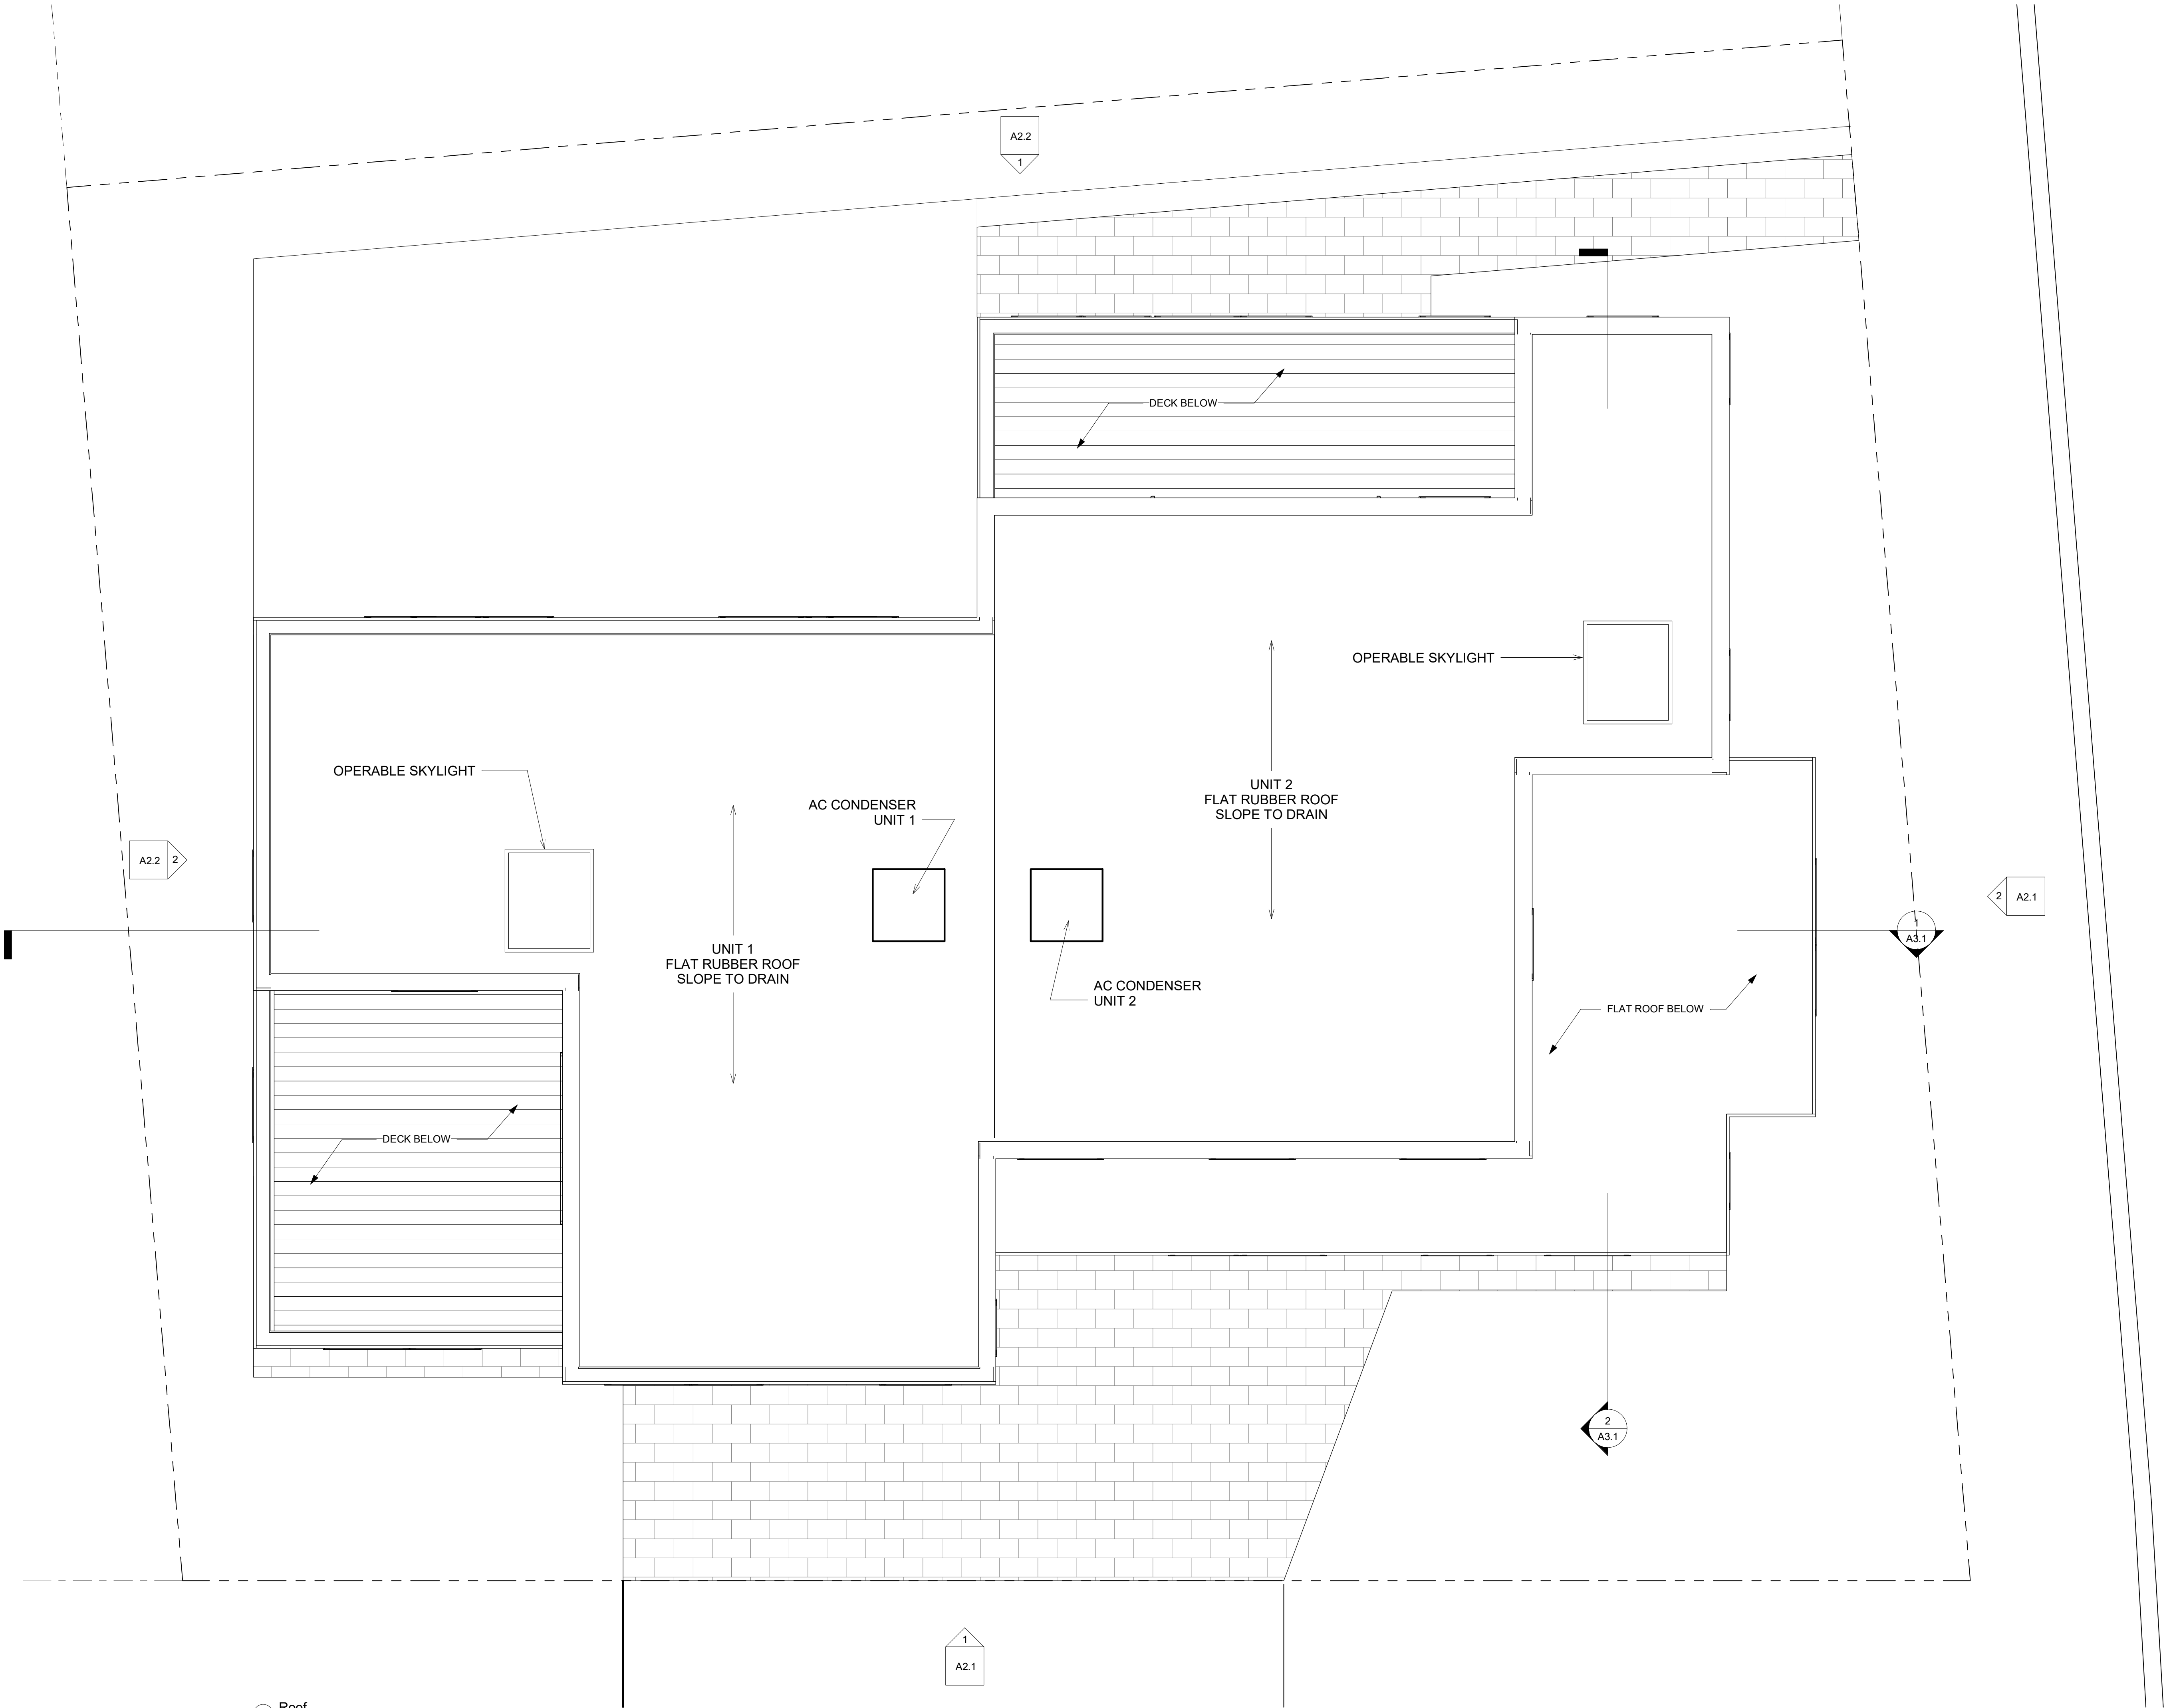 A2.2
1
DECK BELOW
OPERABLE SKYLIGHT
OPERABLE SKYLIGHT
UNIT 2
FLAT RUBBER ROOF
SLOPE TO DRAIN
AC CONDENSER
UNIT 1
A2.2
2
2
A2.1
1
A3.1
UNIT 1
FLAT RUBBER ROOF
SLOPE TO DRAIN
AC CONDENSER
UNIT 2
FLAT ROOF BELOW
DECK BELOW
2
A3.1
1
A2.1
Roof